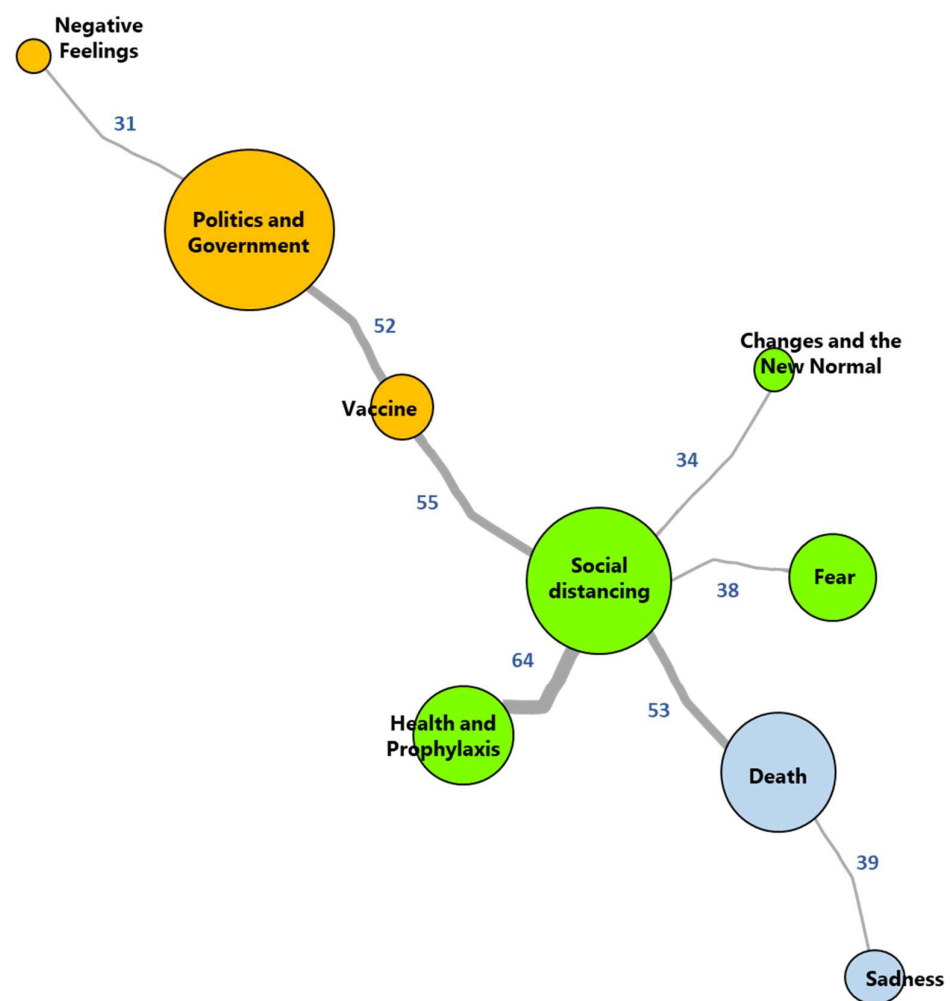 Negative
Feelings
31
Politics and
Government
52
Vaccine
55
Changes and the
New Normal
34
Social
distancing
Fear
38
64
53
Health and
Prophylaxis
Death
39
Sadness